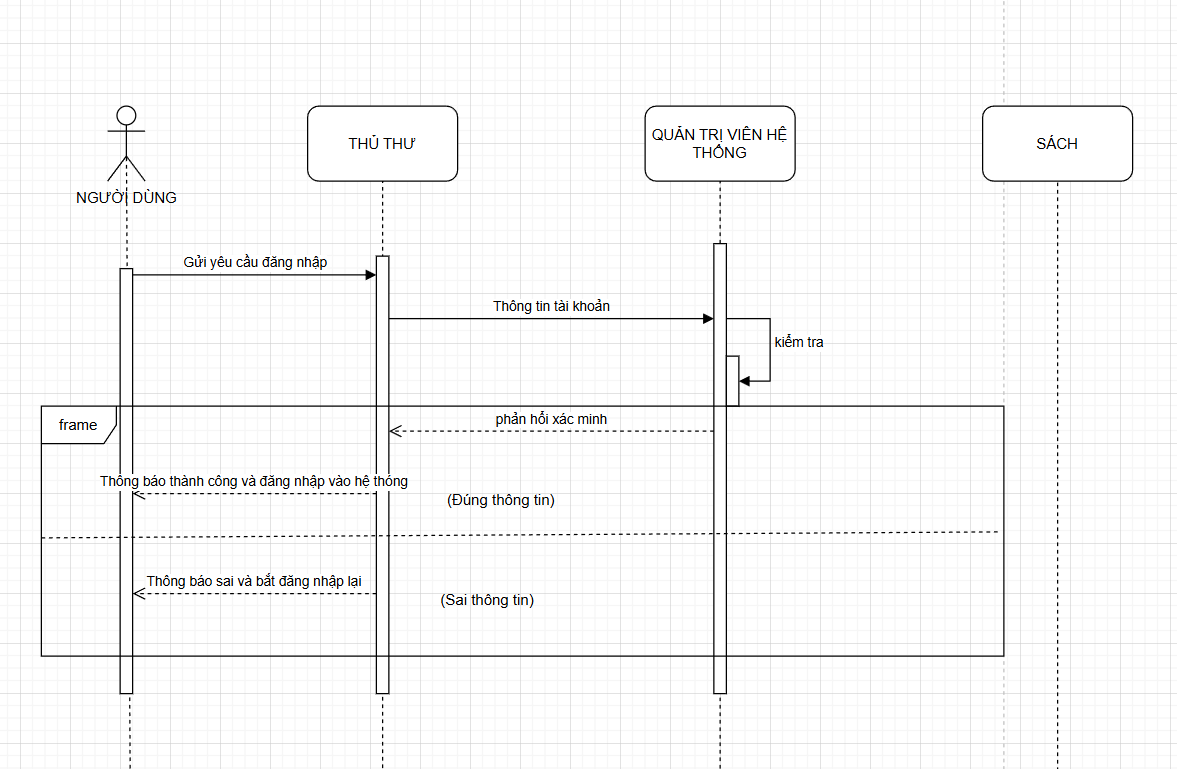 NGƯỜI DÙNG
THỦ THƯ
QUẢN TRỊ VIÊN HỆ
THỐNG
SÁCH
Gửi yêu cầu đăng nhập
Thông tin tài khoản
kiểm tra
frame
phản hồi xác minh
Thông báo thành công và đăng nhập vào hệ thống
(Đúng thông tin)
Thông báo sai và bắt đăng nhập lại
(Sai thông tin)